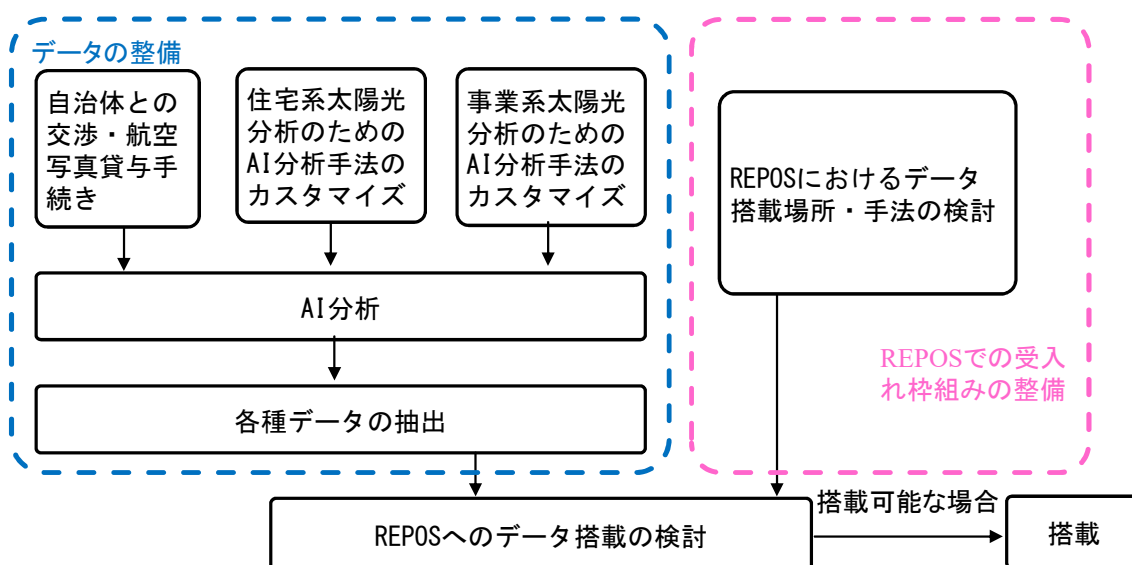 データの整備
自治体との
交渉・航空
写真貸与手
続き
住宅系太陽光
分析のための
AI分析手法の
カスタマイズ
事業系太陽光
分析のための
AI分析手法の
カスタマイズ
AI分析
各種データの抽出
REPOSにおけるデータ
搭載場所・手法の検討
REPOSでの受入
れ枠組みの整備
REPOSへのデータ搭載の検討
搭載可能な場合
搭載